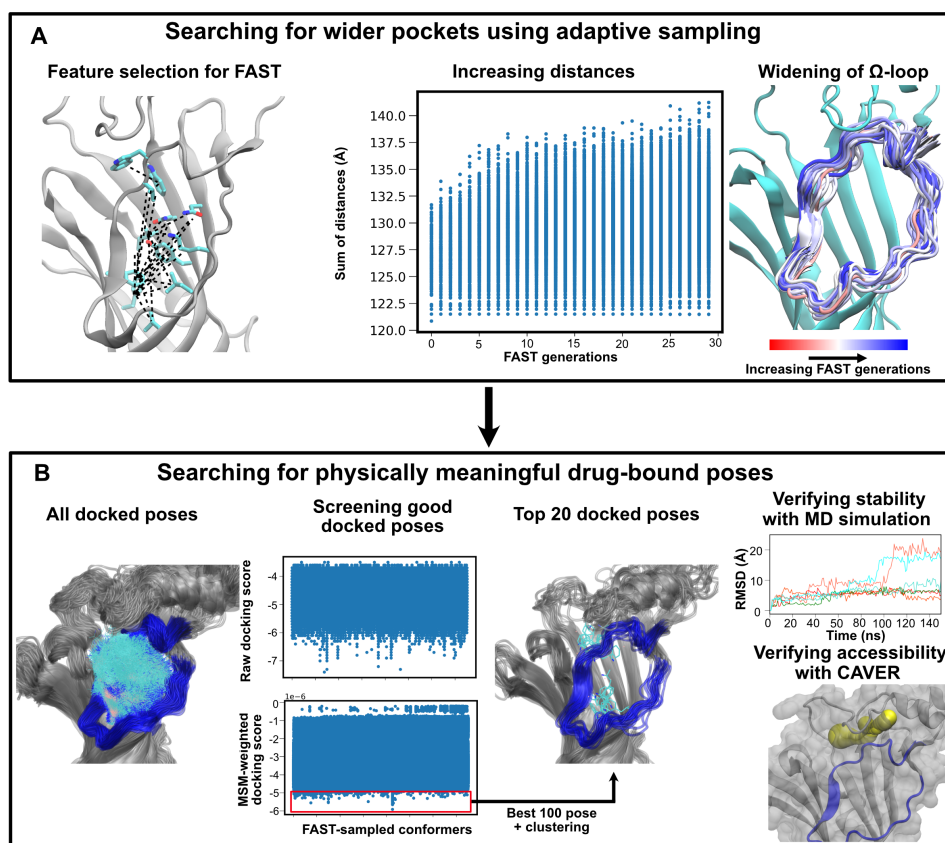 A
Searching for wider pockets using adaptive sampling
Feature selection for FAST
Increasing distances
Widening of Ω-loop
Sum of distances (Å)
140.0
137.5
135.0
132.5
130.0
127.5
125.0
122.5
120.0
0 5 10 15 20 25 30
FAST generations
Increasing FAST generations
B
Searching for physically meaningful drug-bound poses
All docked poses
Screening good
docked poses
Top 20 docked poses
Verifying stability
with MD simulation
Raw docking score
-4
-5
-6
-7
1e-6
MSM-weighted
docking score
0
-1
-2
-3
-4
-5
-6
FAST-sampled conformers
Best 100 pose
+ clustering
RMSD (Å)
20
10
0
0 20 40 60 80 100 120 140
Time (ns)
Verifying accessibility
with CAVER